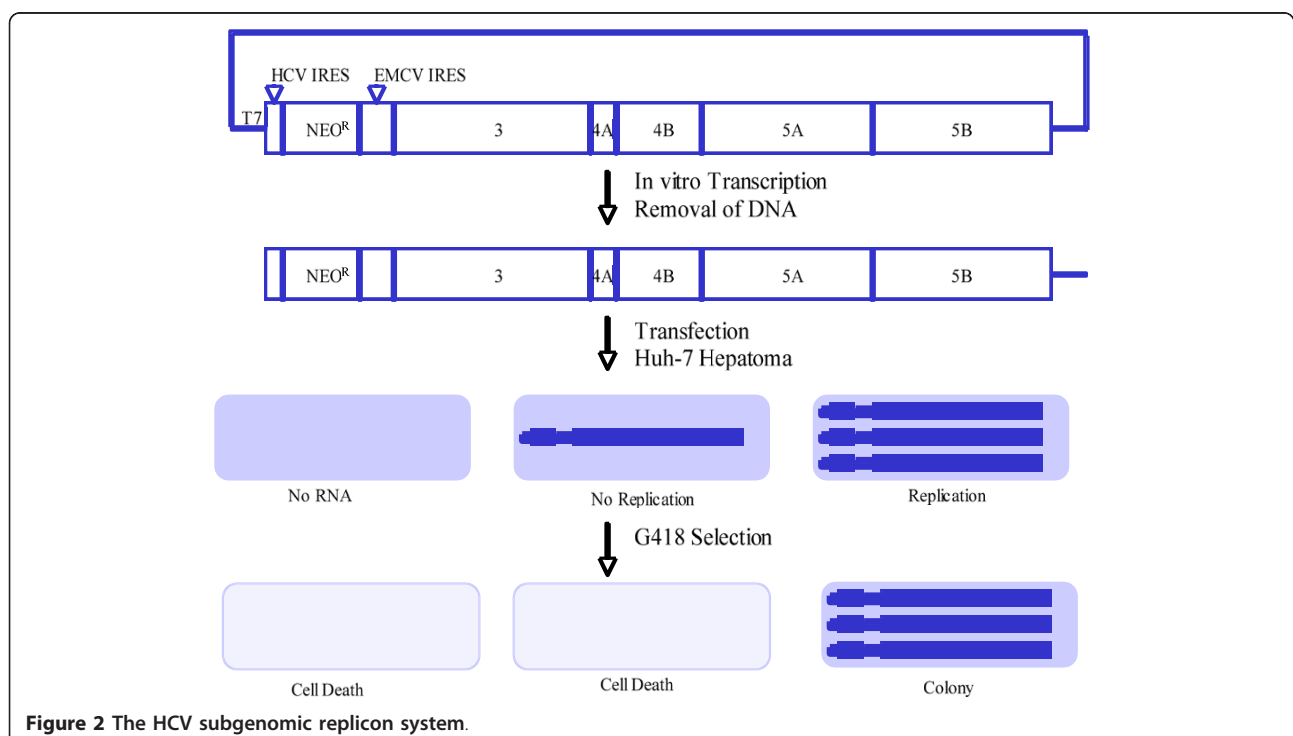 HCV IRES EMCV IRES
T7 NEOR 3 4A 4B 5A 5B
In vitro Transcription
Removal of DNA
NEOR 3 4A 4B 5A 5B
Transfection
Huh-7 Hepatoma
No RNA No Replication Replication
G418 Selection
Cell Death Cell Death Colony
Figure 2 The HCV subgenomic replicon system.